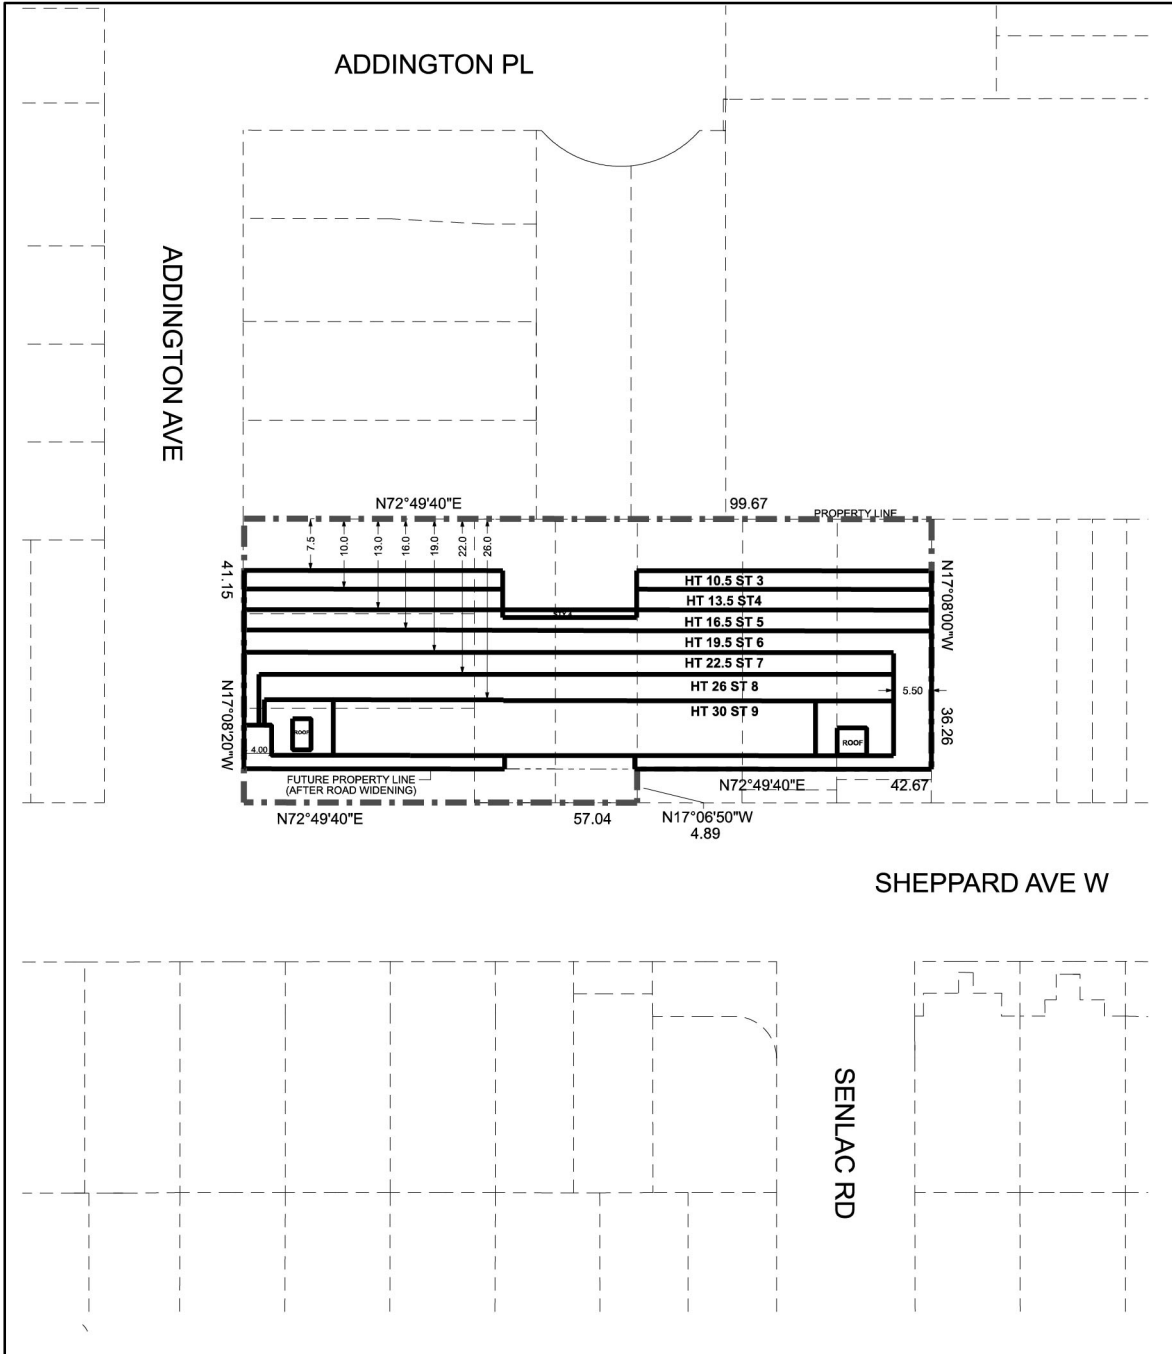 ADDINGTON PL
ADDINGTON AVE
N72°49'40"E
99.67
PROPERTY LINE
7.5
10.0
13.0
16.0
19.0
22.0
26.0
41.15
N17°08'00"W
HT 10.5 ST 3
HT 13.5 ST4
HT 16.5 ST 5
HT 19.5 ST 6
HT 22.5 ST 7
HT 26 ST 8
5.50
HT 30 ST 9
36.26
N17°08'20"W
ROOF
ROOF
4.00
FUTURE PROPERTY LINE
(AFTER ROAD WIDENING)
N72°49'40"E
42.67
N72°49'40"E
57.04
N17°06'50"W
4.89
SHEPPARD AVE W
SENLAC RD